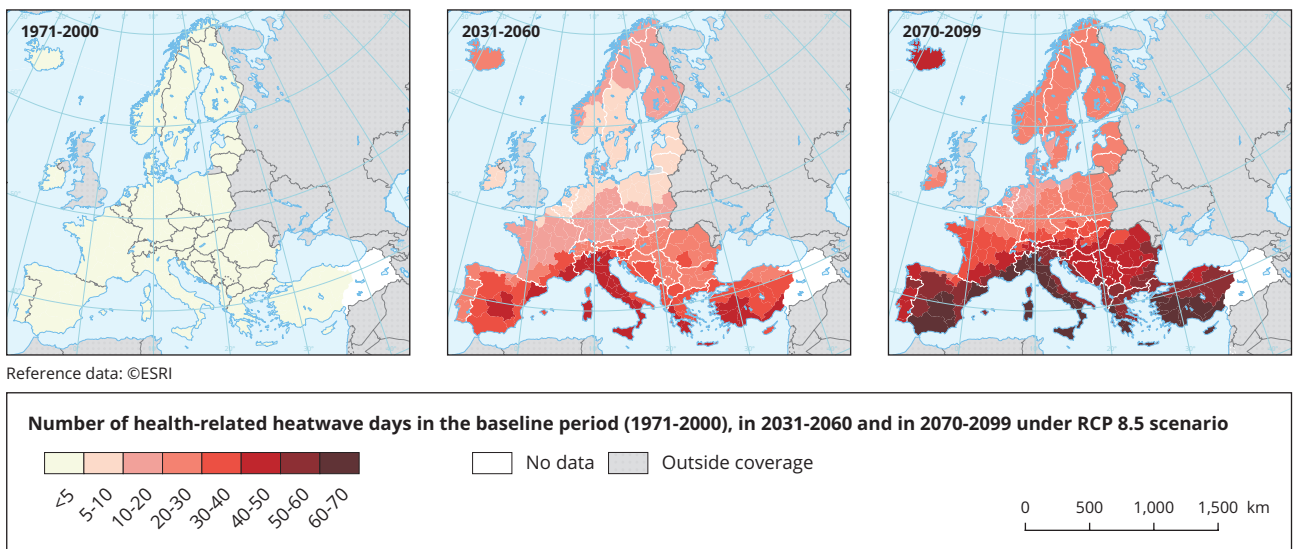 1971-2000
2031-2060
2070-2099
Reference data: ©ESRI
Number of health-related heatwave days in the baseline period (1971-2000), in 2031-2060 and in 2070-2099 under RCP 8.5 scenario
<5
5-10
10-20
20-30
30-40
40-50
50-60
60-70
No data
Outside coverage
0 500 1,000 1,500 km